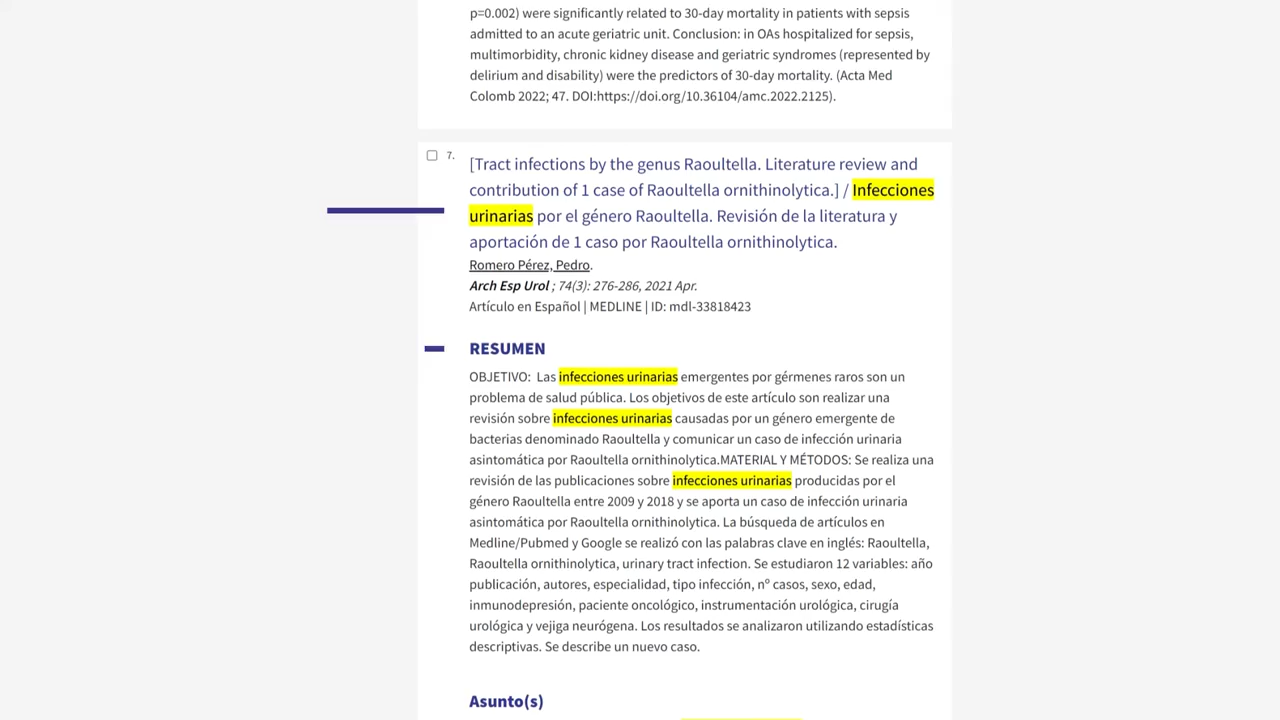 p=0.002) were significantly related to 30-day mortality in patients with sepsis
admitted to an acute geriatric unit. Conclusion: in OAs hospitalized for sepsis,
multimorbidity, chronic kidney disease and geriatric syndromes (represented by
delirium and disability) were the predictors of 30-day mortality. (Acta Med
Colomb 2022; 47. DOI:https://doi.org/10.36104/amc.2022.2125).
7.
[Tract infections by the genus Raoultella. Literature review and
contribution of 1 case of Raoultella ornithinolytica.] / Infecciones
urinarias por el género Raoultella. Revisión de la literatura y
aportación de 1 caso por Raoultella ornithinolytica.
Romero Pérez, Pedro.
Arch Esp Urol ; 74(3): 276-286, 2021 Apr.
Artículo en Español | MEDLINE | ID: mdl-33818423
RESUMEN
OBJETIVO: Las infecciones urinarias emergentes por gérmenes raros son un
problema de salud pública. Los objetivos de este artículo son realizar una
revisión sobre infecciones urinarias causadas por un género emergente de
bacterias denominado Raoultella y comunicar un caso de infección urinaria
asintomática por Raoultella ornithinolytica.MATERIAL Y MÉTODOS: Se realiza una
revisión de las publicaciones sobre infecciones urinarias producidas por el
género Raoultella entre 2009 y 2018 y se aporta un caso de infección urinaria
asintomática por Raoultella ornithinolytica. La búsqueda de artículos en
Medline/Pubmed y Google se realizó con las palabras clave en inglés: Raoultella,
Raoultella ornithinolytica, urinary tract infection. Se estudiaron 12 variables: año
publicación, autores, especialidad, tipo infección, nº casos, sexo, edad,
inmunodepresión, paciente oncológico, instrumentación urológica, cirugía
urológica y vejiga neurógena. Los resultados se analizaron utilizando estadísticas
descriptivas. Se describe un nuevo caso.
Asunto(s)